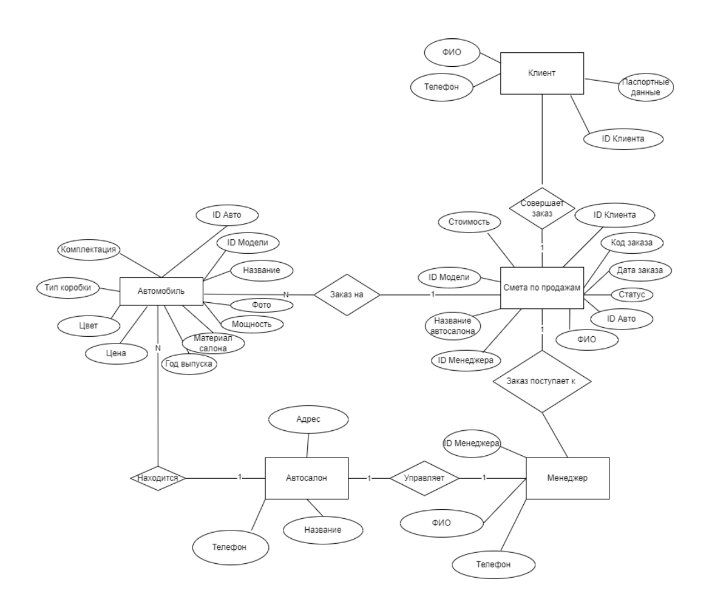 ФИО
Клиент
Телефон
Паспортные
данные
ID Клиента
Совершает
заказ
1
ID Авто
Стоимость
ID Клиента
Комплектация
ID Модели
Код заказа
Название
ID Модели
Дата заказа
Тип коробки
Автомобиль
Фото
N
Заказ на
1
Смета по продажам
Статус
Цвет
Мощность
Название
автосалона
ID Авто
1
Цена
Материал
салона
ФИО
N
Год выпуска
ID Менеджера
Заказ поступает к
Адрес
ID Менеджера
Находится
1
Автосалон
1
Управляет
1
Менеджер
Название
ФИО
Телефон
Телефон